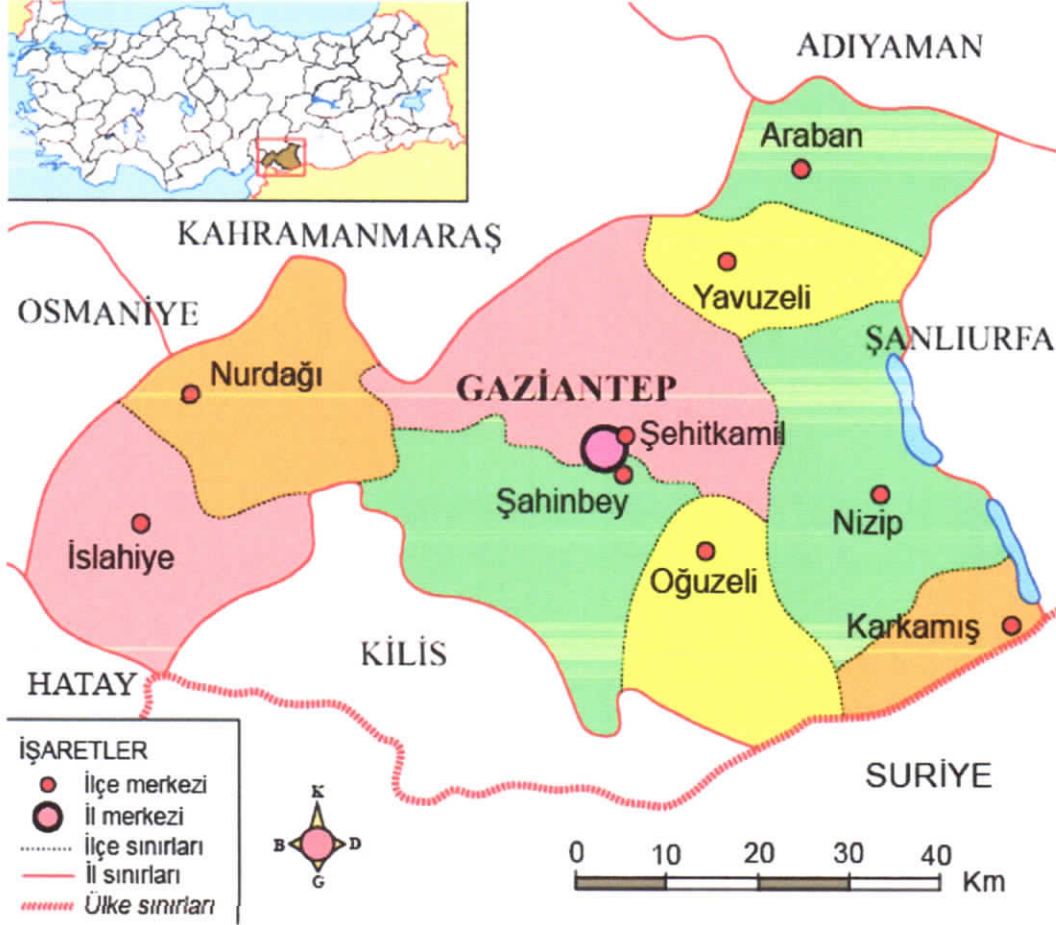 ADIYAMAN
Araban
KAHRAMANMARAŞ
Yavuzeli
OSMANİYE
ŞANLIURFA
Nurdağı
GAZİANTEP
Şehitkamil
Şahinbey
Nizip
İslahiye
Oğuzeli
Karkamış
KİLİS
HATAY
SURİYE
İŞARETLER
İlçe merkezi
İl merkezi
İlçe sınırları
İl sınırları
Ülke sınırları
K
B D
G
0 10 20 30 40
Km